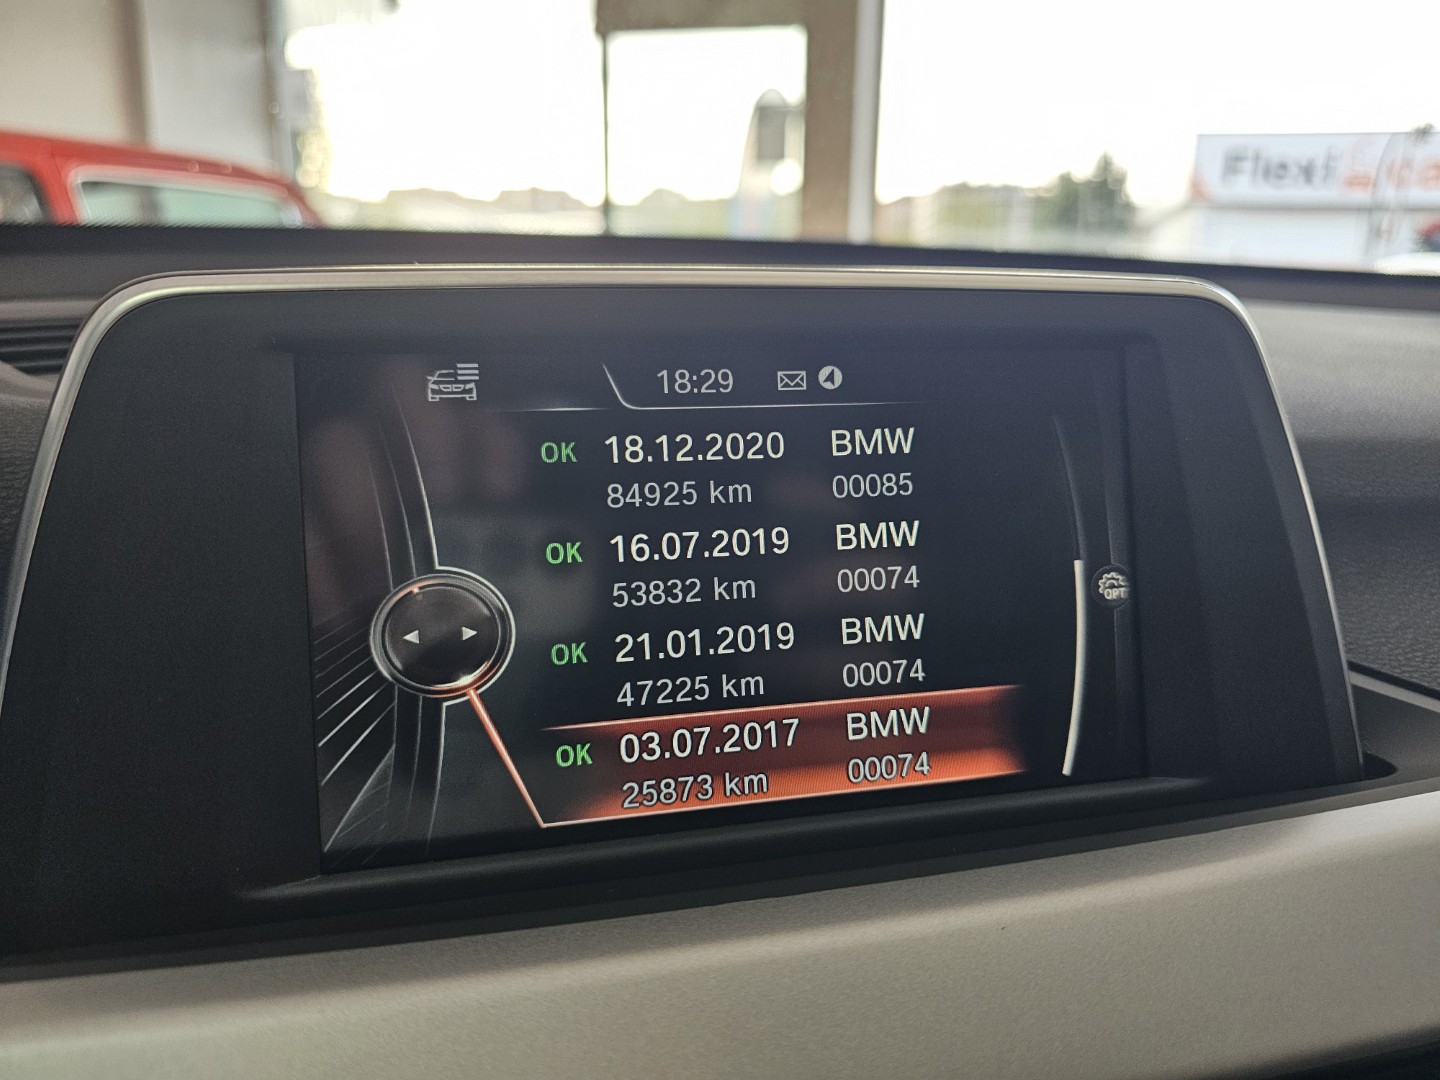 Flexi
18:29
OK 18.12.2020 BMW
84925 km 00085
OK 16.07.2019 BMW
53832 km 00074
OK 21.01.2019 BMW
47225 km 00074
OK 03.07.2017 BMW
25873 km 00074
OPT